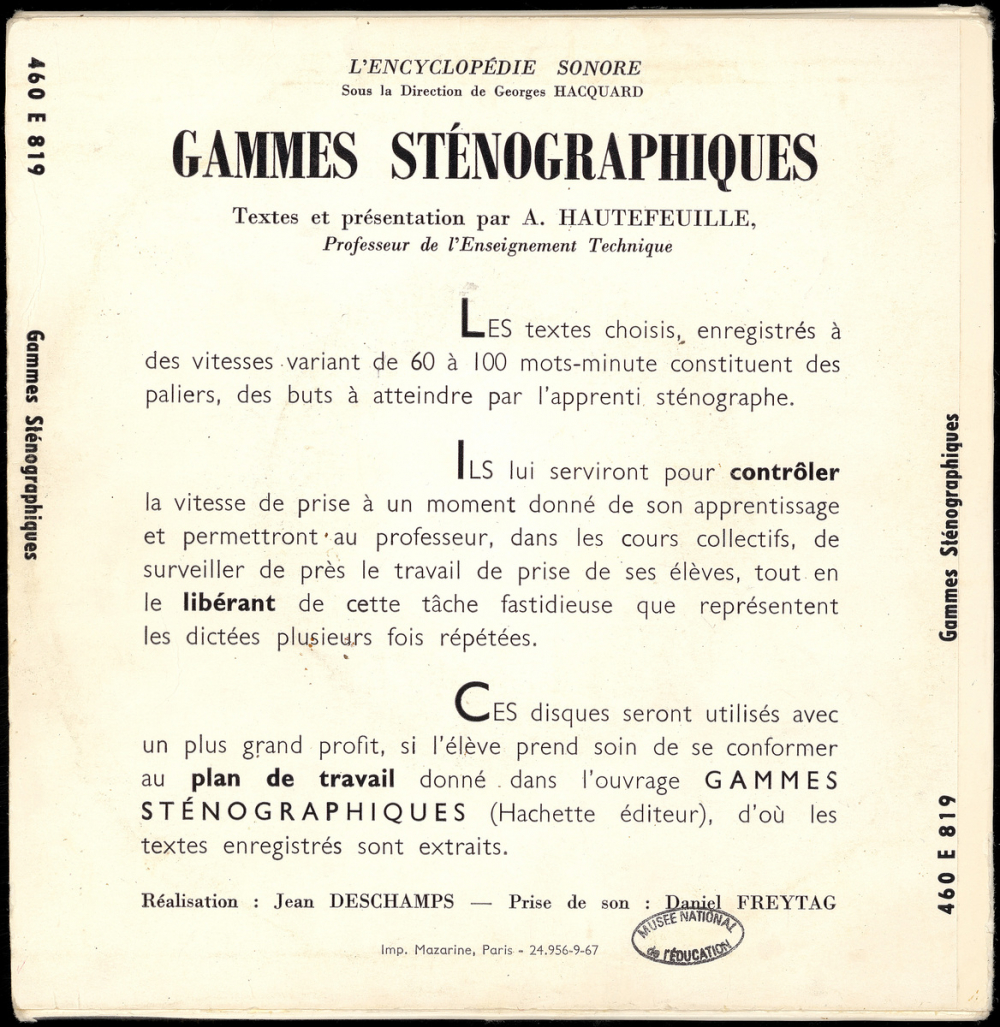 L'ENCYCLOPÉDIE SONORE
Sous la Direction de Georges HACQUARD
GAMMES STÉNOGRAPHIQUES
Textes et présentation par A. HAUTEFEUILLE,
Professeur de l'Enseignement Technique
LES textes choisis, enregistrés à
des vitesses variant de 60 à 100 mots-minute constituent des
paliers, des buts à atteindre par l'apprenti sténographe.
ILS lui serviront pour contrôler
la vitesse de prise à un moment donné de son apprentissage
et permettront au professeur, dans les cours collectifs, de
surveiller de près le travail de prise de ses élèves, tout en
le libérant de cette tâche fastidieuse que représentent
les dictées plusieurs fois répétées.
CES disques seront utilisés avec
un plus grand profit, si l'élève prend soin de se conformer
au plan de travail donné dans l'ouvrage GAMMES
STÉNOGRAPHIQUES (Hachette éditeur), d'où les
textes enregistrés sont extraits.
Réalisation : Jean DESCHAMPS — Prise de son : Daniel FREYTAG
Imp. Mazarine, Paris - 24.956-9-67
MUSÉE NATIONAL
de l'ÉDUCATION
460 E 819
Gammes Sténographiques
Gammes Sténographiques
460 E 819